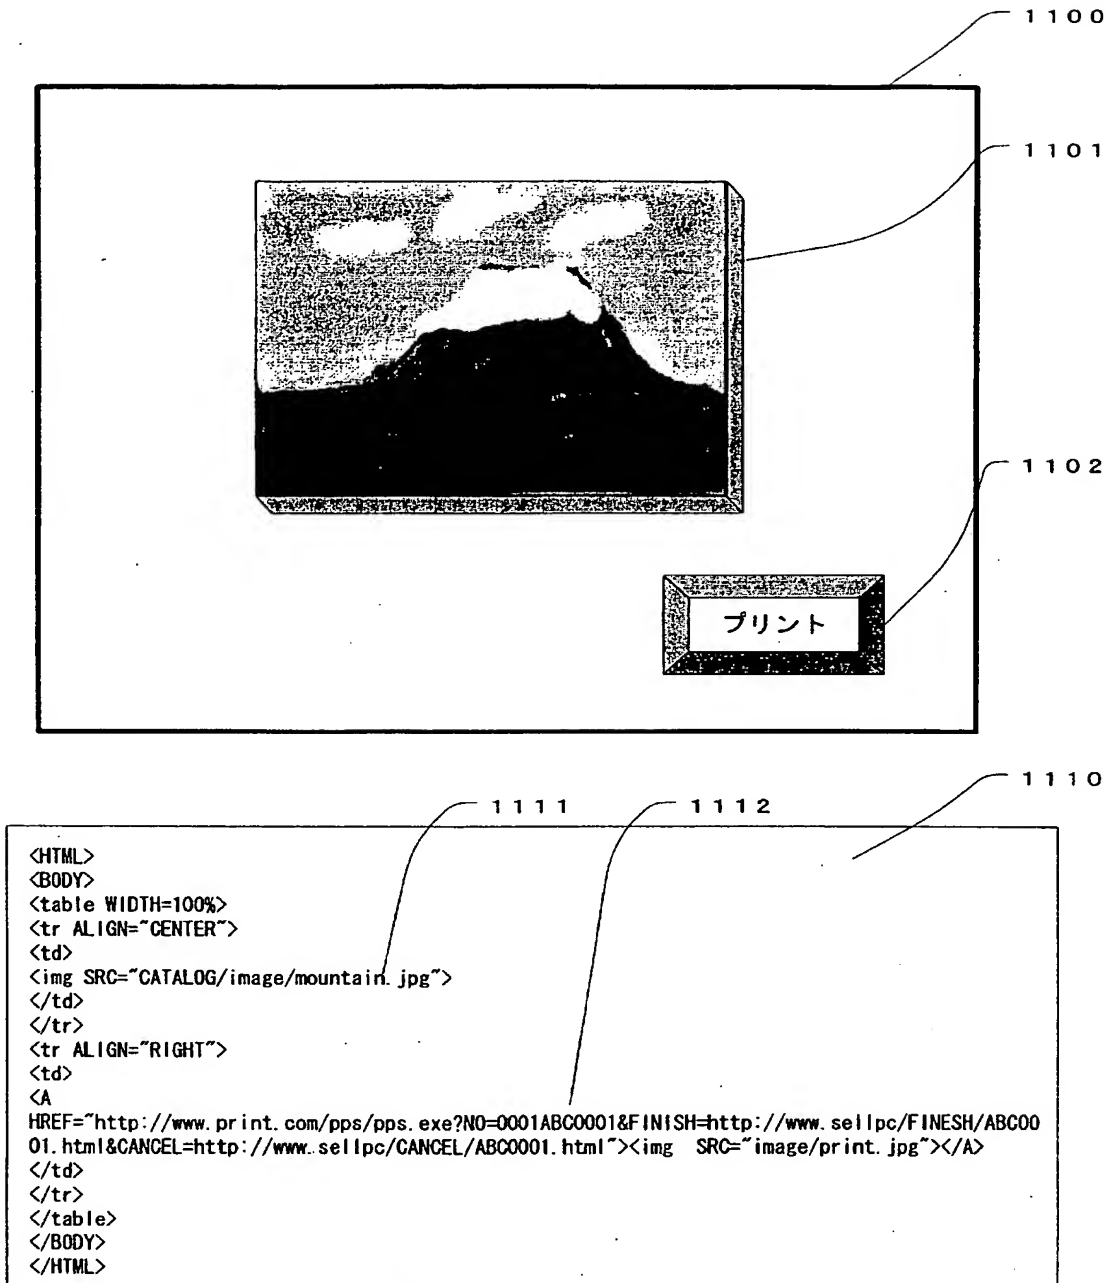 1100
1101
1102
プリント
1110
1111
1112
<HTML>
<BODY>
<table WIDTH=100%>
<tr ALIGN="CENTER">
<td>
<img SRC="CATALOG/image/mountain.jpg">
</td>
</tr>
<tr ALIGN="RIGHT">
<td>
<A
HREF="http://www.print.com/pps/pps.exe?NO=0001ABC0001&FINISH=http://www.sellpc/FINESH/ABC00
01.html&CANCEL=http://www.sellpc/CANCEL/ABC0001.html"><img SRC="image/print.jpg"></A>
</td>
</tr>
</table>
</BODY>
</HTML>